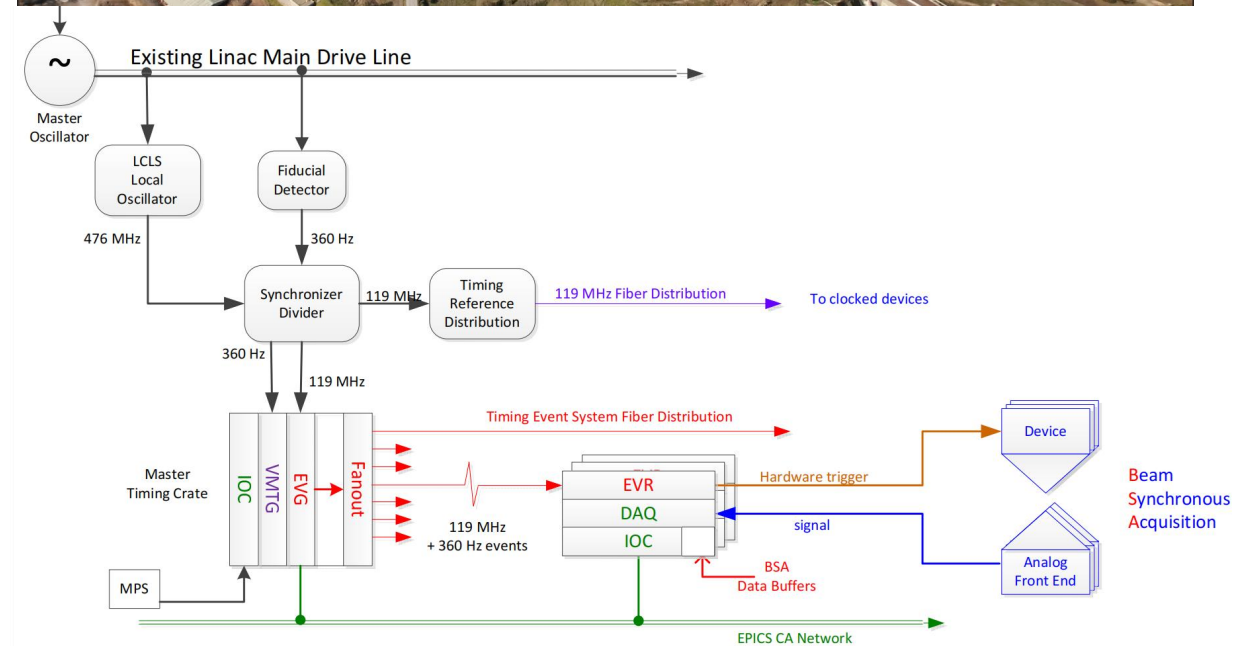 Existing Linac Main Drive Line
~
Master
Oscillator
LCLS
Local
Oscillator
Fiducial
Detector
476 MHz
360 Hz
Synchronizer
Divider
119 MHz
Timing
Reference
Distribution
119 MHz Fiber Distribution
To clocked devices
360 Hz
119 MHz
Master
Timing Crate
IOC
VMTG
EVG
Fanout
Timing Event System Fiber Distribution
119 MHz
+ 360 Hz events
EVR
DAQ
IOC
Hardware trigger
signal
BSA
Data Buffers
Device
Analog
Front End
Beam
Synchronous
Acquisition
MPS
EPICS CA Network